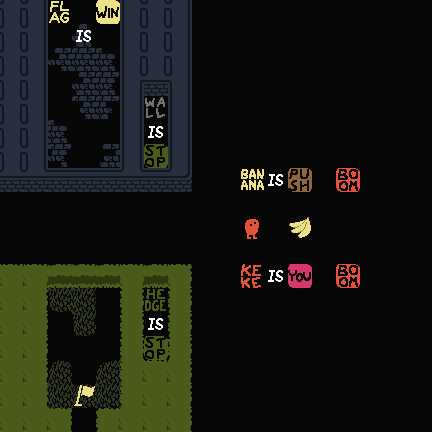 FLAG WIN
IS
WALL
IS
STOP
BANANA IS PUSH BOOM
KEKE IS YOU BOOM
HEDGE
IS
STOP